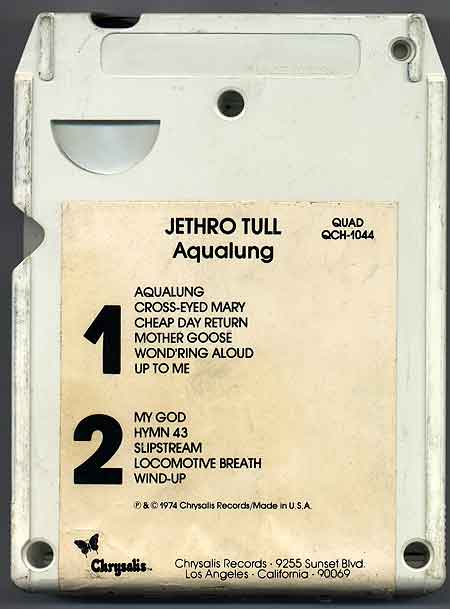 JETHRO TULL
Aqualung
QUAD
QCH-1044
1
AQUALUNG
CROSS-EYED MARY
CHEAP DAY RETURN
MOTHER GOOSE
WOND'RING ALOUD
UP TO ME
2
MY GOD
HYMN 43
SLIPSTREAM
LOCOMOTIVE BREATH
WIND-UP
℗ & © 1974 Chrysalis Records/Made in U.S.A.
Chrysalis™
Chrysalis Records · 9255 Sunset Blvd.
Los Angeles · California · 90069